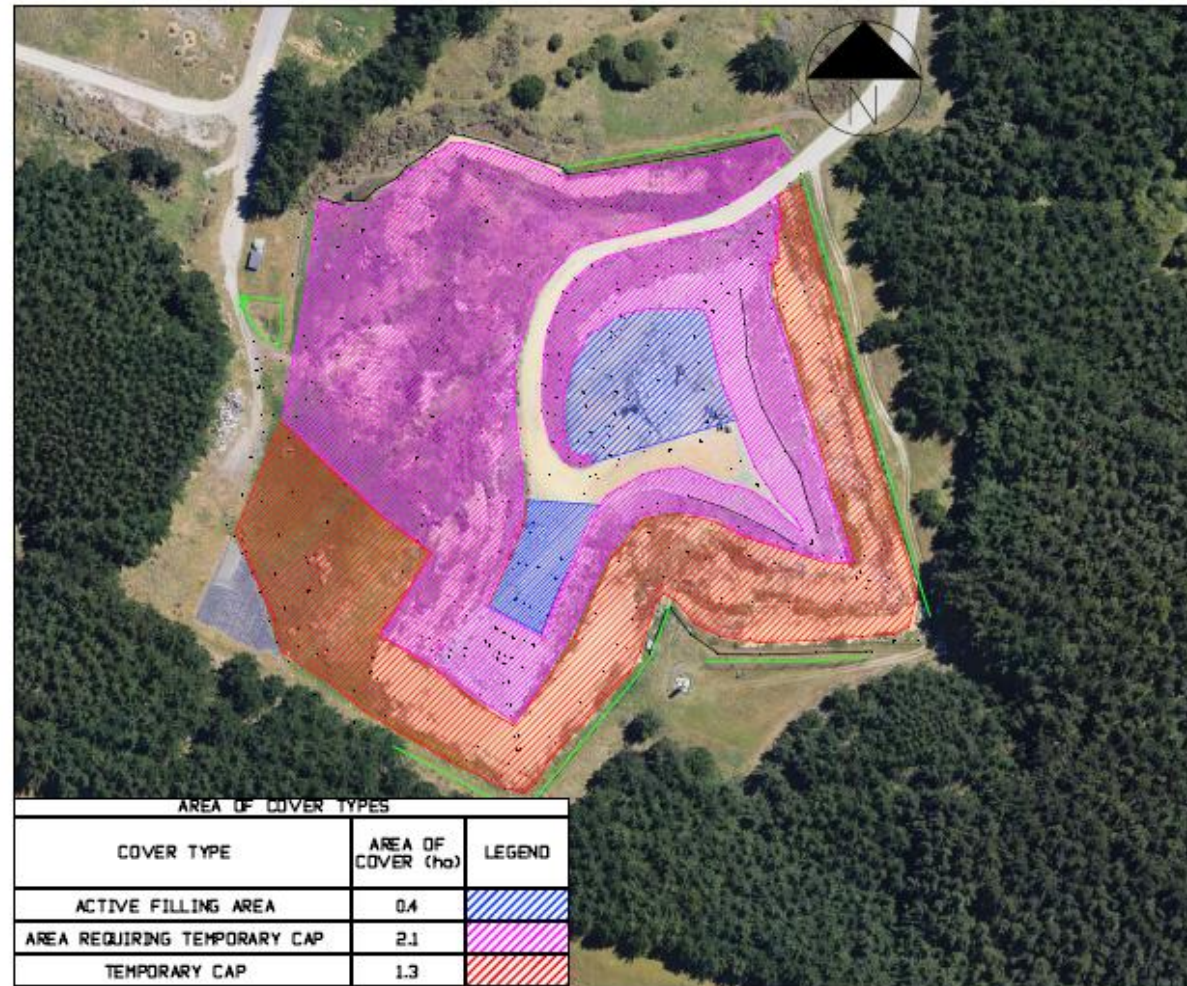 N
AREA OF COVER TYPES
COVER TYPE
AREA OF
COVER (ha)
LEGEND
ACTIVE FILLING AREA
0.4
AREA REQUIRING TEMPORARY CAP
2.1
TEMPORARY CAP
1.3